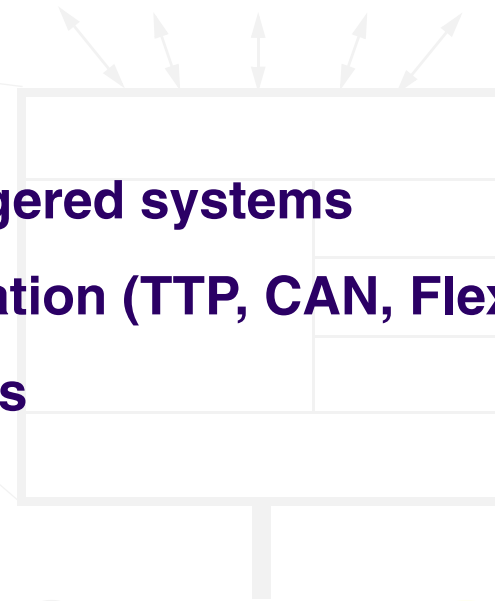 gered systems
ation (TTP, CAN, Flex
s